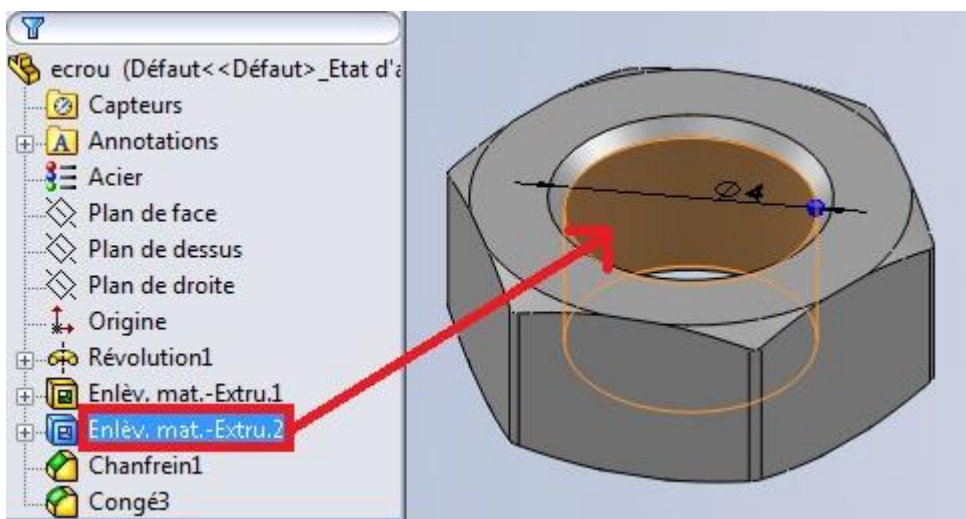 ecrou (Défaut<<Défaut>_Etat d'a
Capteurs
Annotations
Acier
Plan de face
Plan de dessus
Plan de droite
Origine
Révolution1
Enlèv. mat.-Extru.1
Enlèv. mat.-Extru.2
Chanfrein1
Congé3
∅ 4